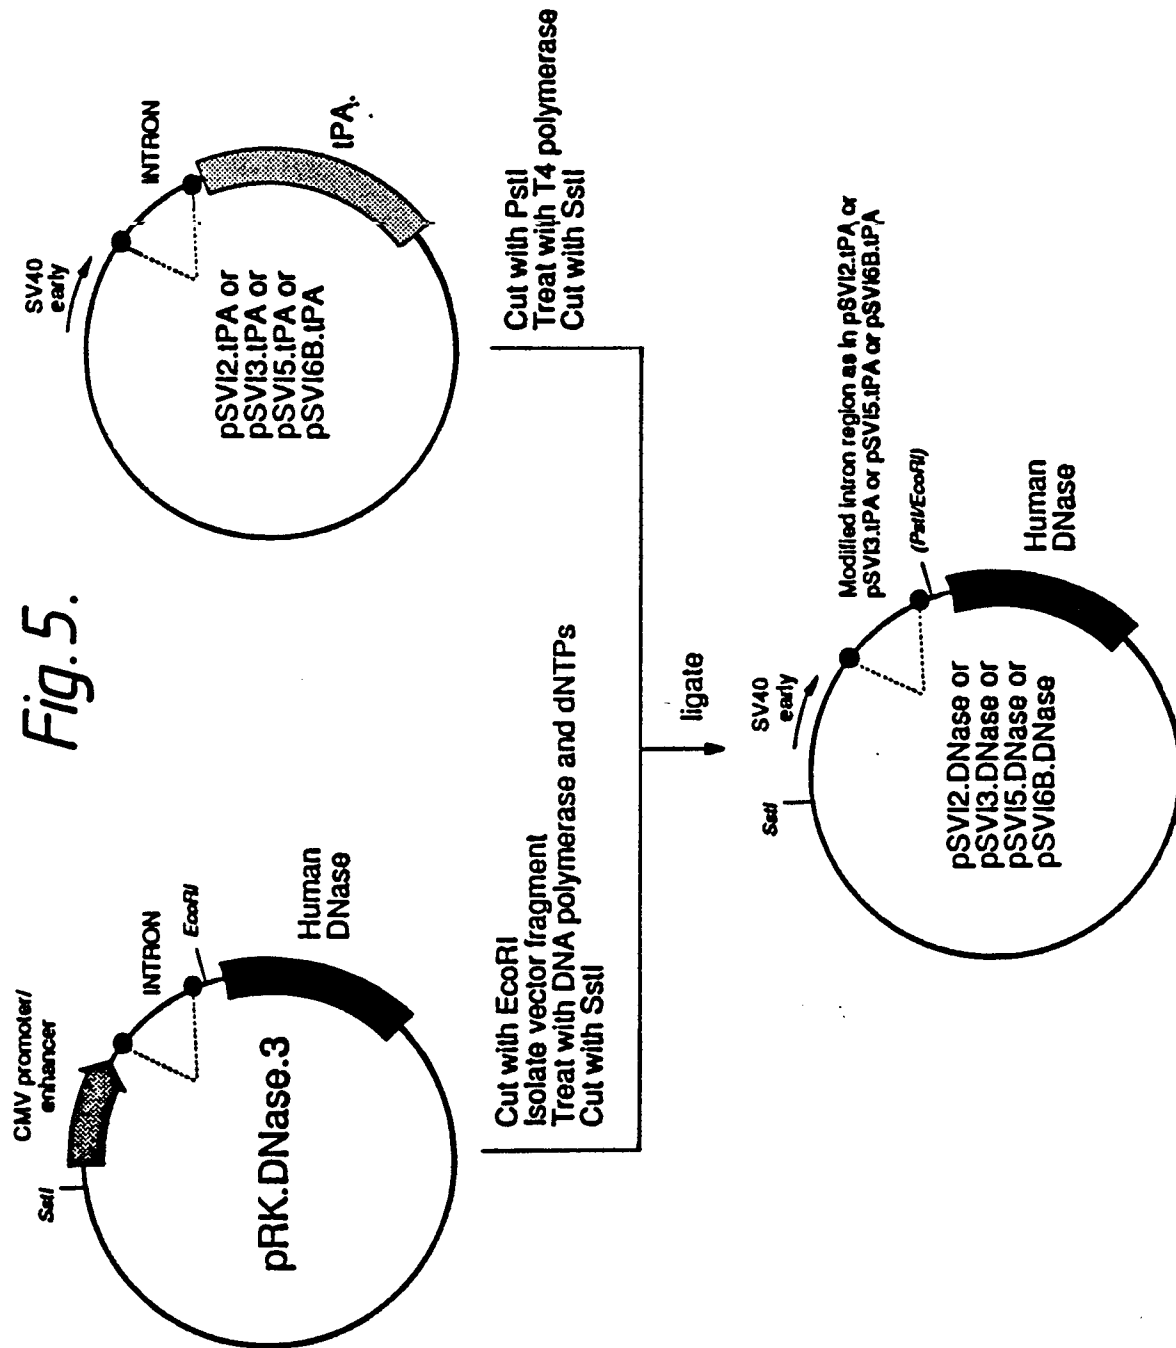 Fig. 5.
SstI
CMV promoter/
enhancer
INTRON
EcoRI
pRK.DNase.3
Human
DNase
Cut with EcoRI
Isolate vector fragment
Treat with DNA polymerase and dNTPs
Cut with SstI
SV40
early
INTRON
pSVI2.tPA or
pSVI3.tPA or
pSVI5.tPA or
pSVI6B.tPA
tPA.
Cut with PstI
Treat with T4 polymerase
Cut with SstI
ligate
SstI
SV40
early
Modified intron region as in pSVI2.tPA or
pSVI3.tPA or pSVI5.tPA or pSVI6B.tPA
(PstI/EcoRI)
pSVI2.DNase or
pSVI3.DNase or
pSVI5.DNase or
pSVI6B.DNase
Human
DNase